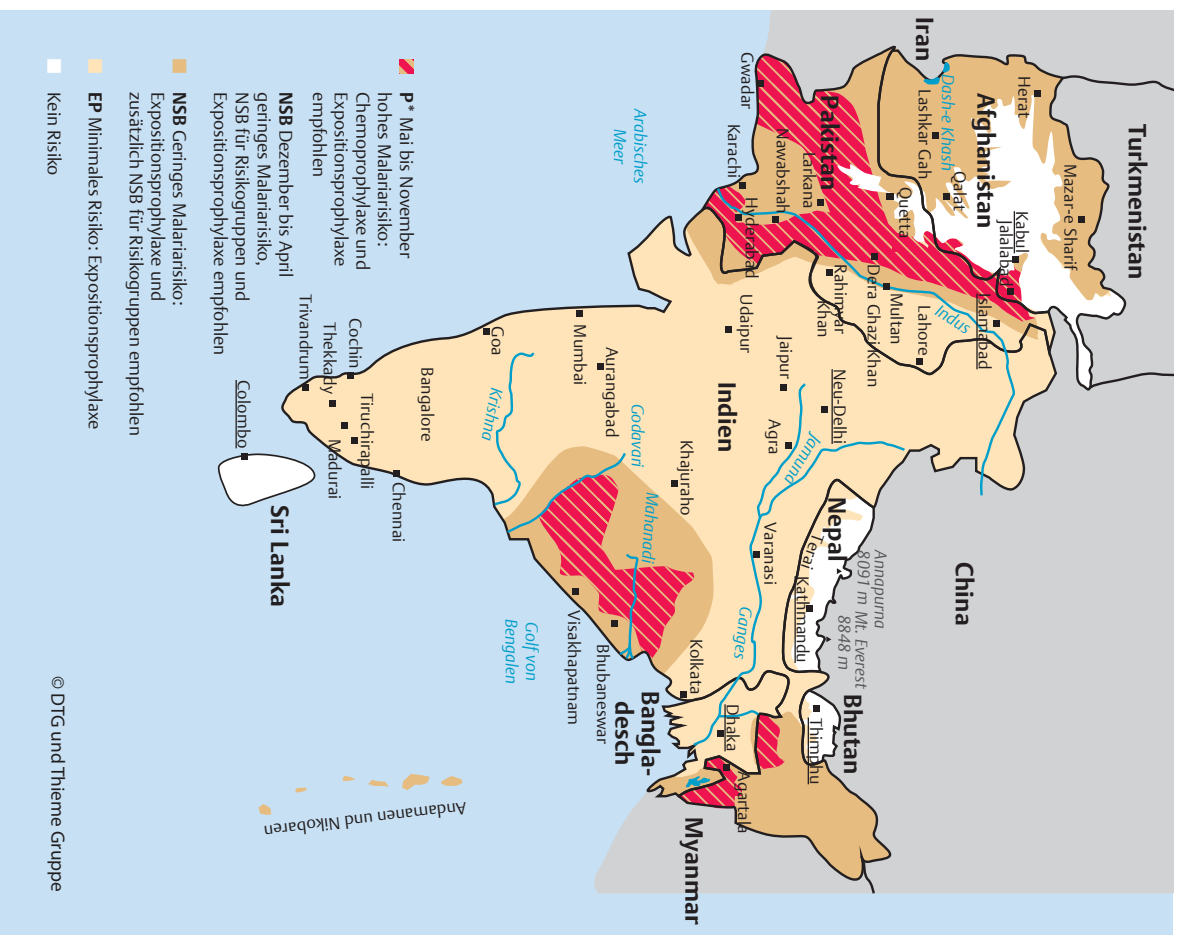 Turkmenistan
Iran
Afghanistan
Herat
Mazar-e Sharif
Dash-e Khash
Lashkar Gah
Qalat
Kabul
Jalalabad
Pakistan
Quetta
Gwadar
Nawabshah
Larkana
Karachi
Hyderabad
Islamabad
Indus
Lahore
Multan
Dera Ghazi Khan
Rahimyar
Khan
Arabisches
Meer
China
Indien
Udaipur
Jaipur
Neu-Delhi
Agra
Jamuna
Nepal
Terai
Kathmandu
Annapurna
8091 m
Mt. Everest
8848 m
Bhutan
Thimphu
Khajuraho
Varanasi
Ganges
Mumbai
Aurangabad
Godavari
Mahanadi
Goa
Krishna
Kolkata
Bhubaneswar
Visakhapatnam
Golf von
Bengalen
Bangla-
desch
Dhaka
Agartala
Myanmar
Bangalore
Chennai
Cochin
Thekkady
Trivandrum
Tiruchirapalli
Madurai
Colombo
Sri Lanka
Andamanen und Nikobaren
P* Mai bis November
hohes Malariarisiko:
Chemoprophylaxe und
Expositionsprophylaxe
empfohlen
NSB Dezember bis April
geringes Malariarisiko,
NSB für Risikogruppen und
Expositionsprophylaxe empfohlen
NSB Geringes Malariarisiko:
Expositionsprophylaxe und
zusätzlich NSB für Risikogruppen empfohlen
EP Minimales Risiko: Expositionsprophylaxe
Kein Risiko
© DTG und Thieme Gruppe